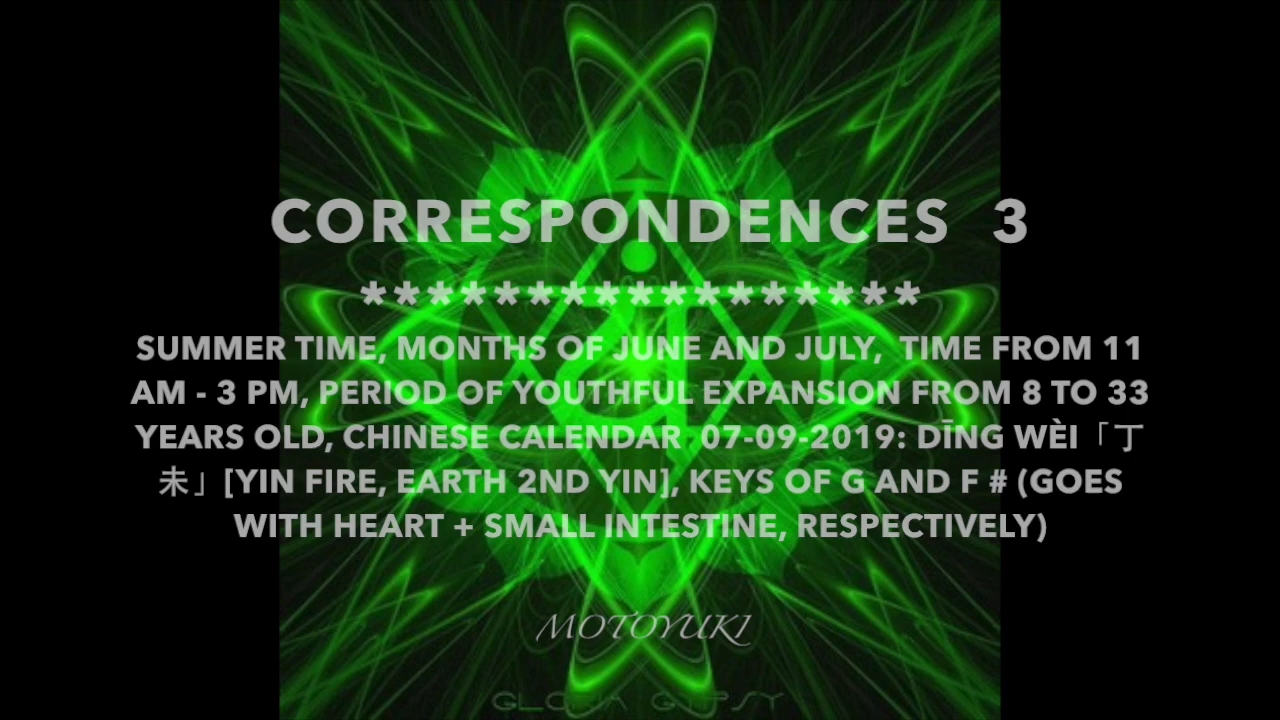 CORRESPONDENCES 3
*****************
SUMMER TIME, MONTHS OF JUNE AND JULY, TIME FROM 11
AM - 3 PM, PERIOD OF YOUTHFUL EXPANSION FROM 8 TO 33
YEARS OLD, CHINESE CALENDAR 07-09-2019: DĪNG WÈI「丁
未」[YIN FIRE, EARTH 2ND YIN], KEYS OF G AND F # (GOES
WITH HEART + SMALL INTESTINE, RESPECTIVELY)
यं
MOTOYUKI
GLORIA GYPSY